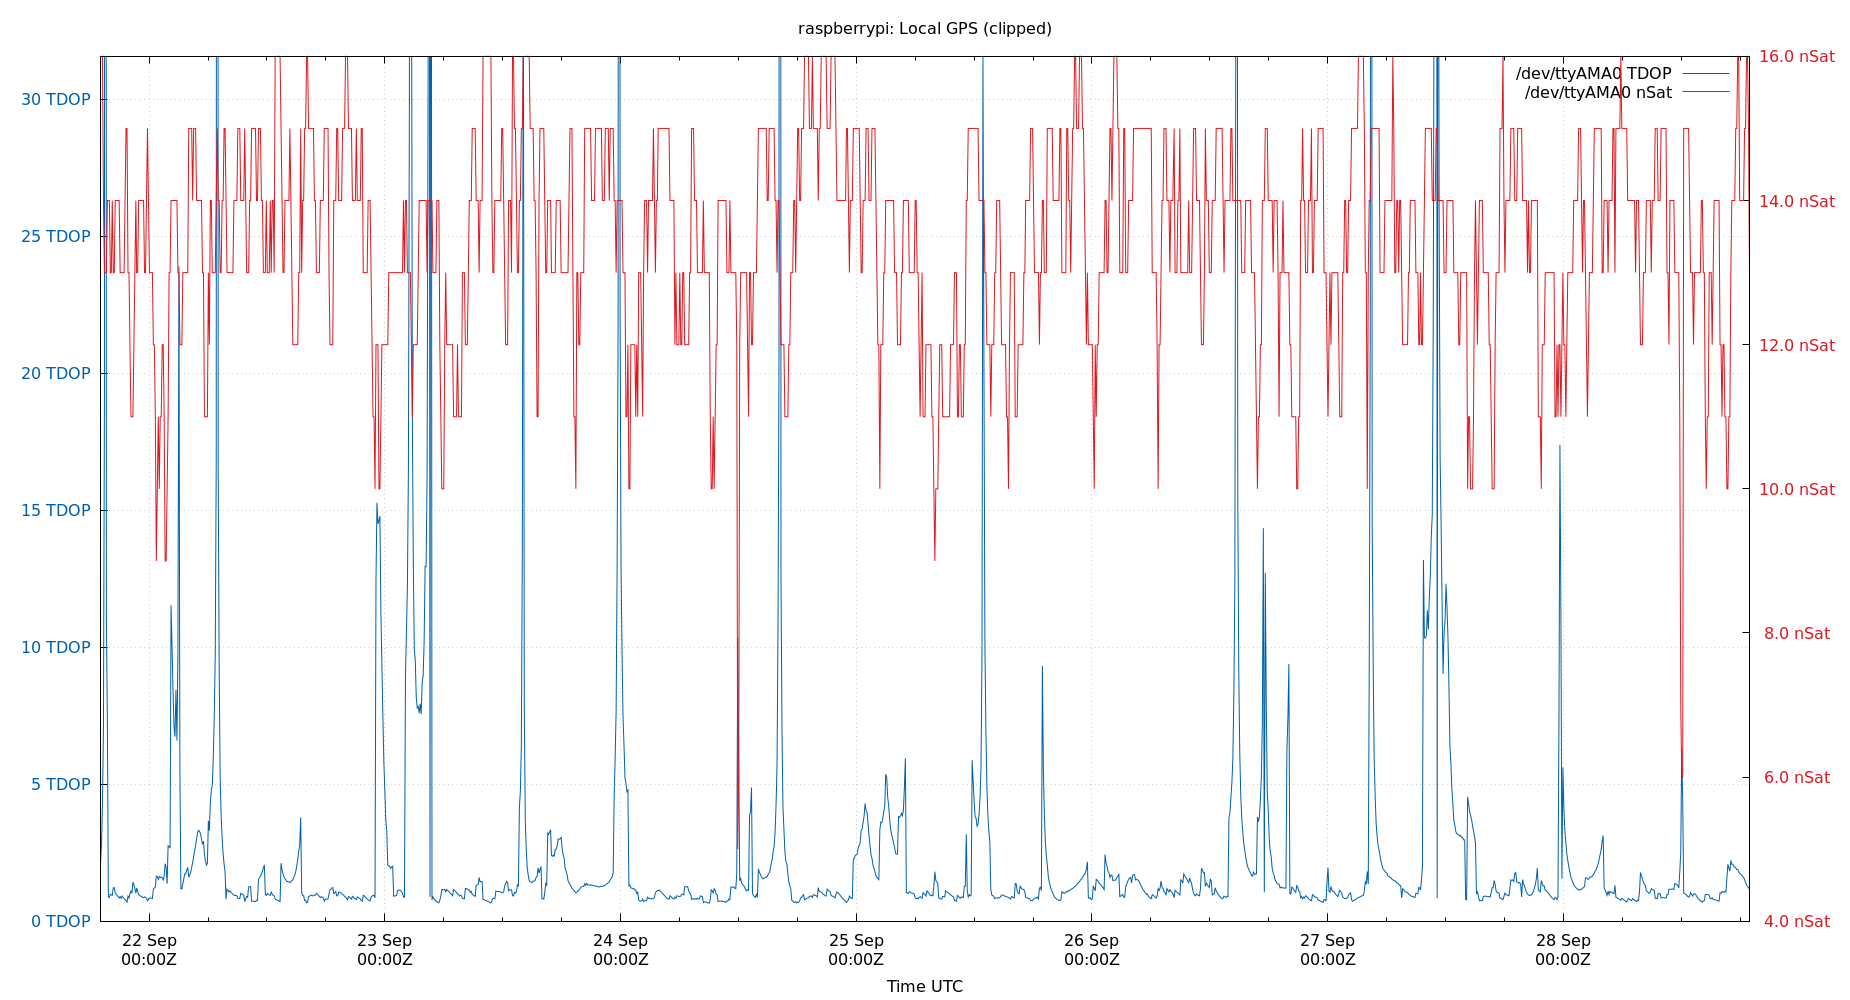 raspberrypi: Local GPS (clipped)
/dev/ttyAMA0 TDOP
/dev/ttyAMA0 nSat
30 TDOP
25 TDOP
20 TDOP
15 TDOP
10 TDOP
5 TDOP
0 TDOP
16.0 nSat
14.0 nSat
12.0 nSat
10.0 nSat
8.0 nSat
6.0 nSat
4.0 nSat
22 Sep
00:00Z
23 Sep
00:00Z
24 Sep
00:00Z
25 Sep
00:00Z
26 Sep
00:00Z
27 Sep
00:00Z
28 Sep
00:00Z
Time UTC